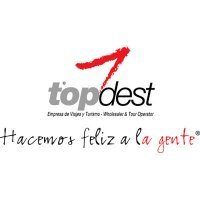 topdest
Empresa de Viajes y Turismo - Wholesaler & Tour Operator
Hacemos feliz a la gente®